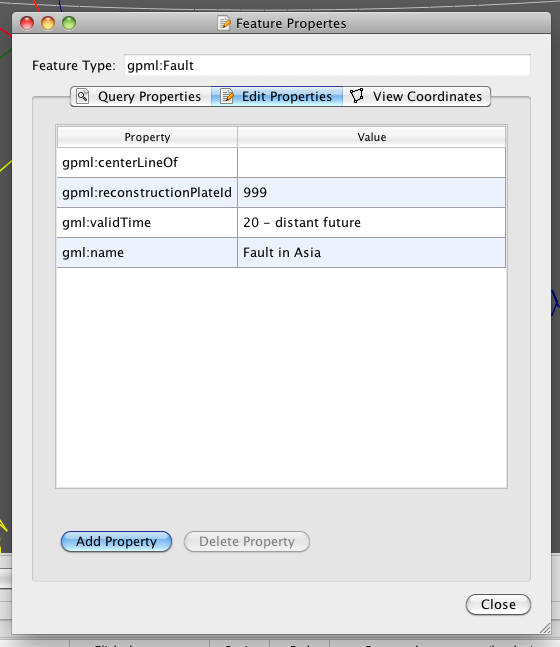 Feature Propertes
Feature Type: gpml:Fault
Query Properties Edit Properties View Coordinates
Property Value
gpml:centerLineOf
gpml:reconstructionPlateId 999
gml:validTime 20 – distant future
gml:name Fault in Asia
Add Property Delete Property
Close